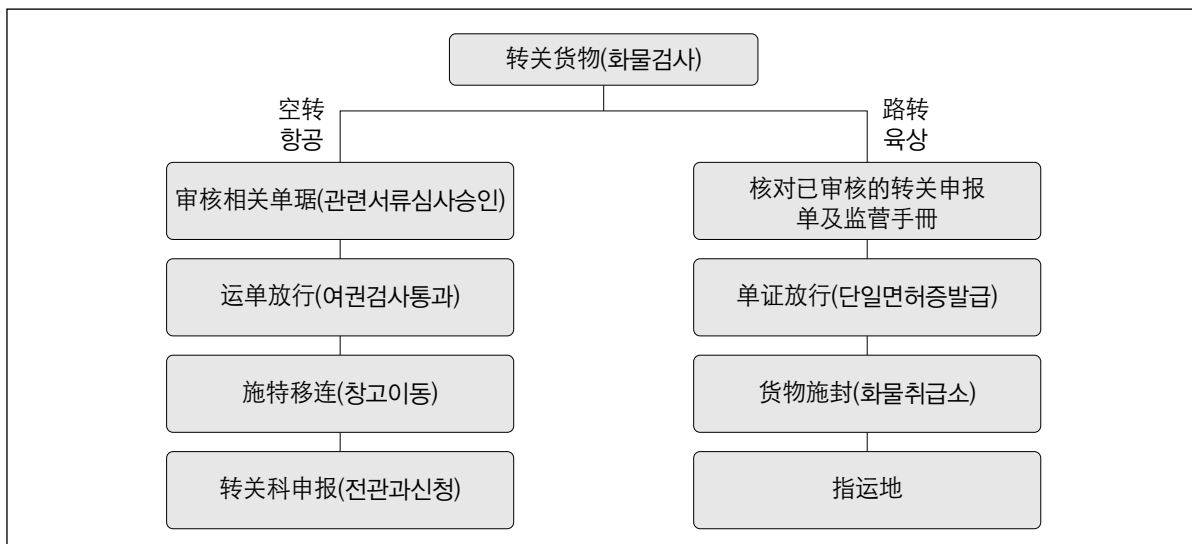 转关货物(화물검사)
空转
항공
路转
육상
审核相关单琚(관련서류심사승인)
核对已审核的转关申报
单及监菅手冊
运单放行(여권검사통과)
单证放行(단일면허증발급)
施特移连(창고이동)
货物施封(화물취급소)
转关科申报(전관과신청)
指运地